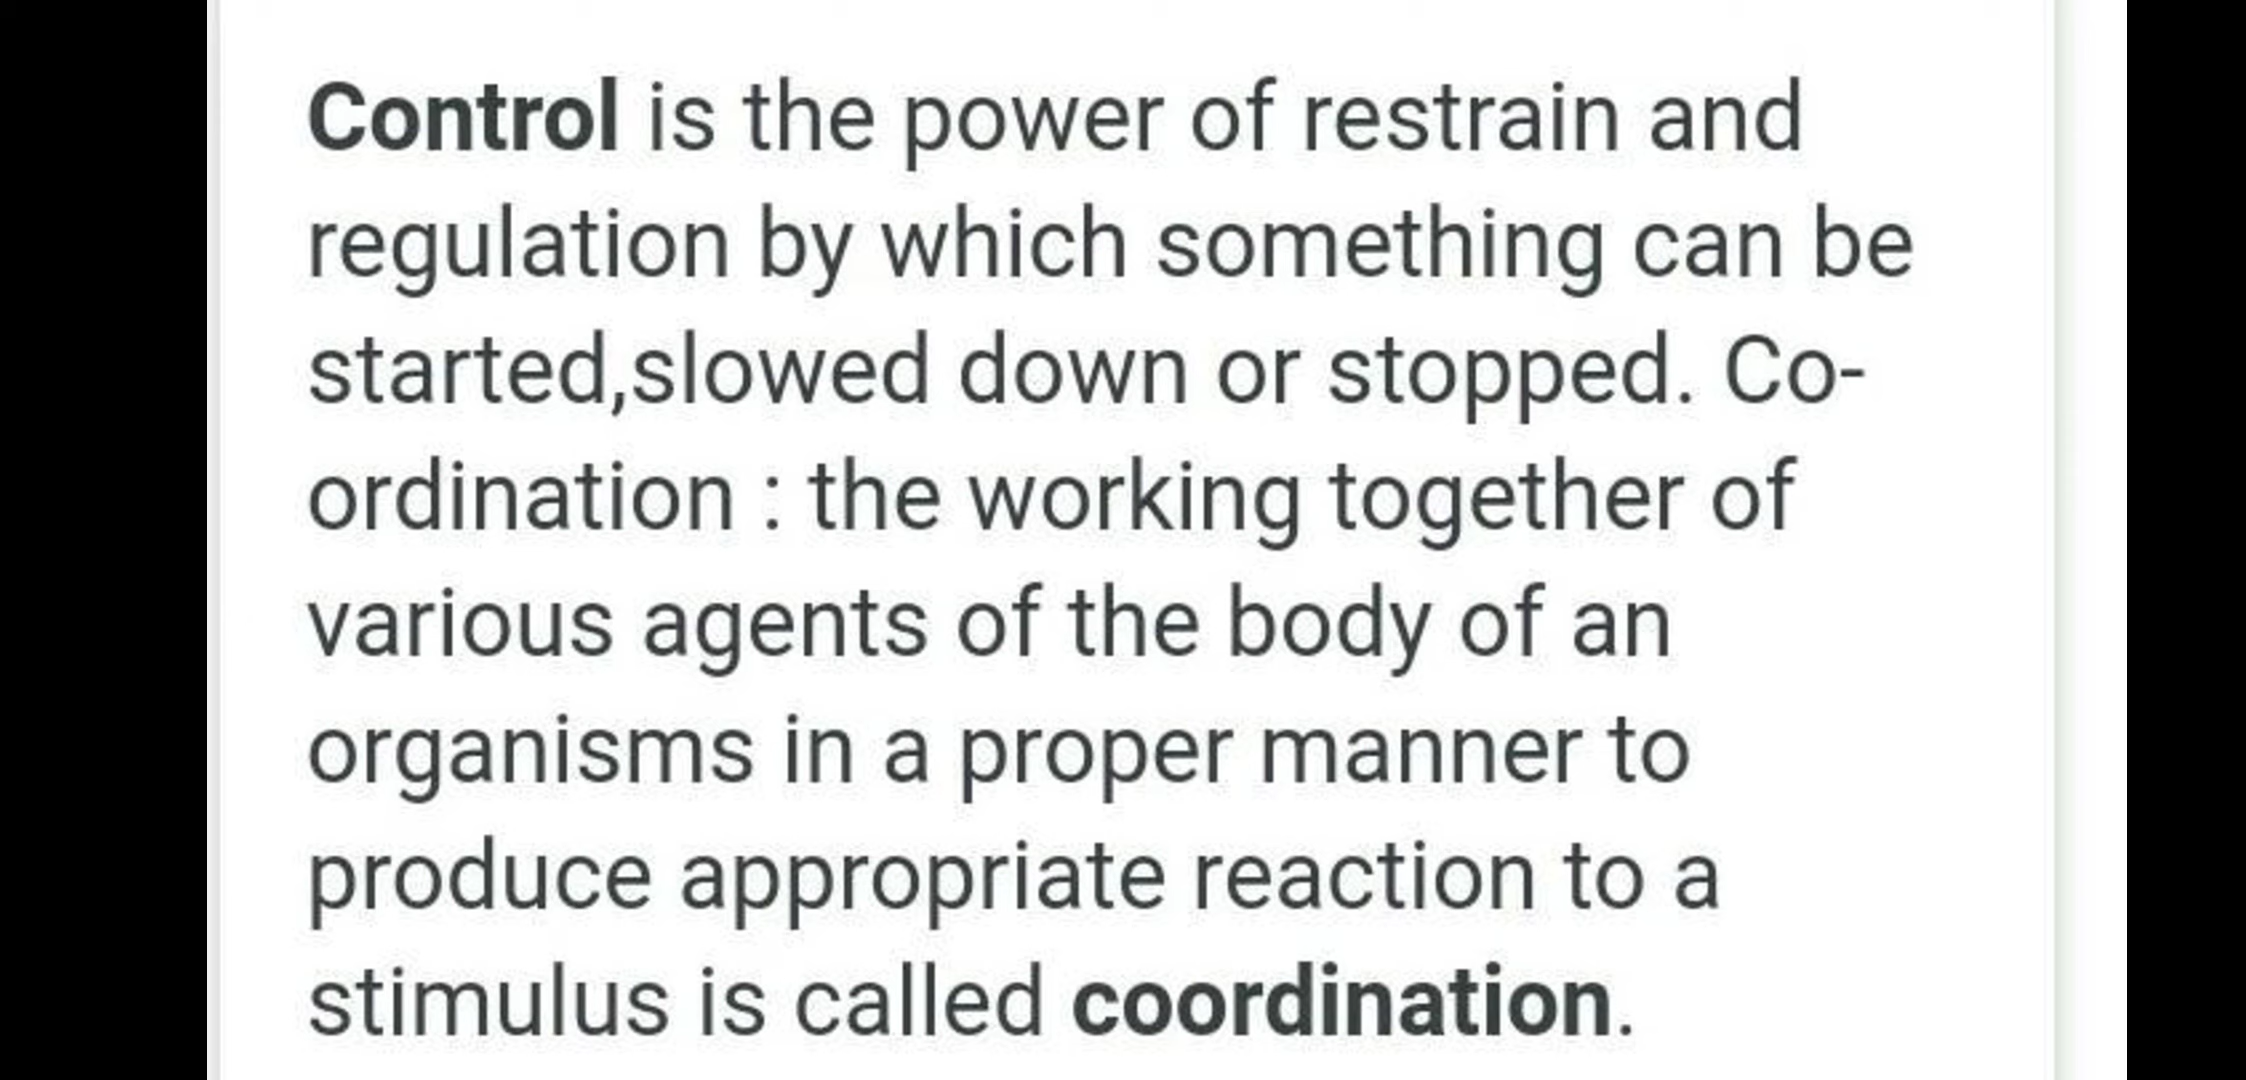 Control is the power of restrain and
regulation by which something can be
started,slowed down or stopped. Co-
ordination : the working together of
various agents of the body of an
organisms in a proper manner to
produce appropriate reaction to a
stimulus is called coordination.